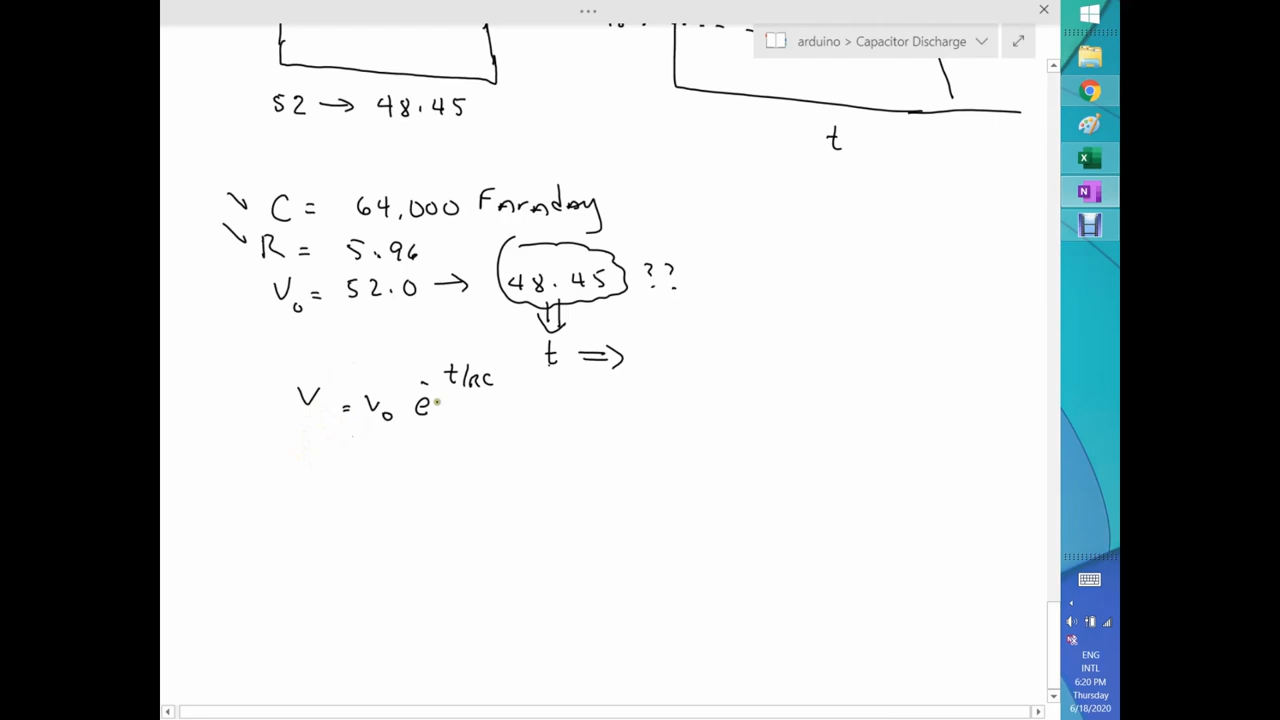 arduino > Capacitor Discharge
52 → 48.45
t
C = 64,000 Faraday
R = 5.96
V₀ = 52.0 → 48.45 ??
t ⇒
V = V₀ e^-t/RC
ENG
INTL
6:20 PM
Thursday
6/18/2020